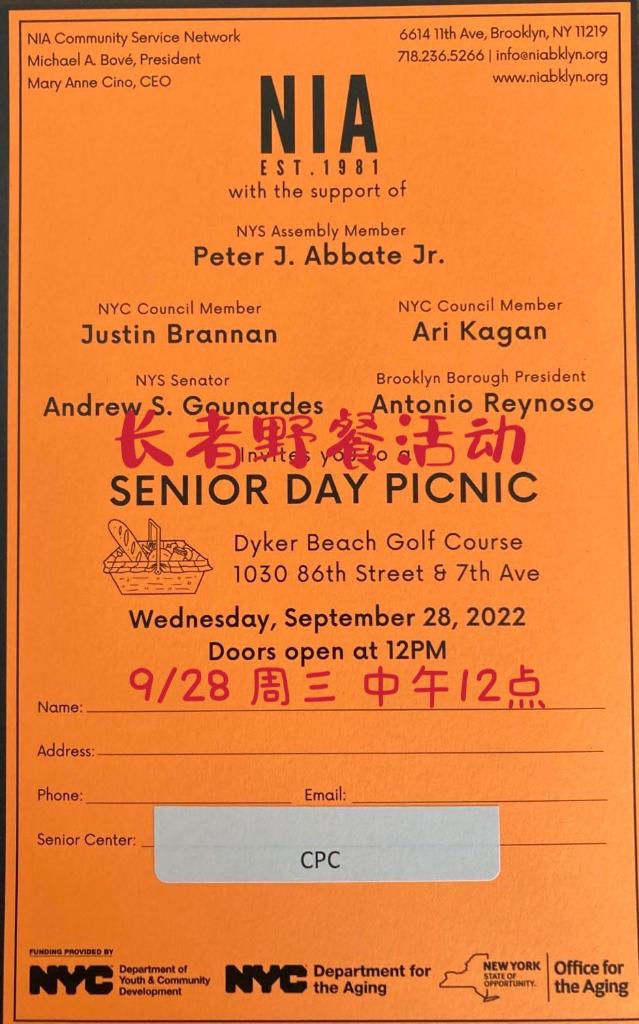 NIA Community Service Network
Michael A. Bové, President
Mary Anne Cino, CEO
6614 11th Ave, Brooklyn, NY 11219
718.236.5266 | info@niabklyn.org
www.niabklyn.org
NIA
EST.1981
with the support of
NYS Assembly Member
Peter J. Abbate Jr.
NYC Council Member
Justin Brannan
NYC Council Member
Ari Kagan
NYS Senator
Andrew S. Gounardes
Brooklyn Borough President
Antonio Reynoso
长者野餐活动
Invites you to a
SENIOR DAY PICNIC
Dyker Beach Golf Course
1030 86th Street & 7th Ave
Wednesday, September 28, 2022
Doors open at 12PM
9/28 周三 中午12点
Name:
Address:
Phone: Email:
Senior Center:
CPC
FUNDING PROVIDED BY
NYC Department of Youth & Community Development
NYC Department for the Aging
NEW YORK STATE OF OPPORTUNITY. Office for the Aging